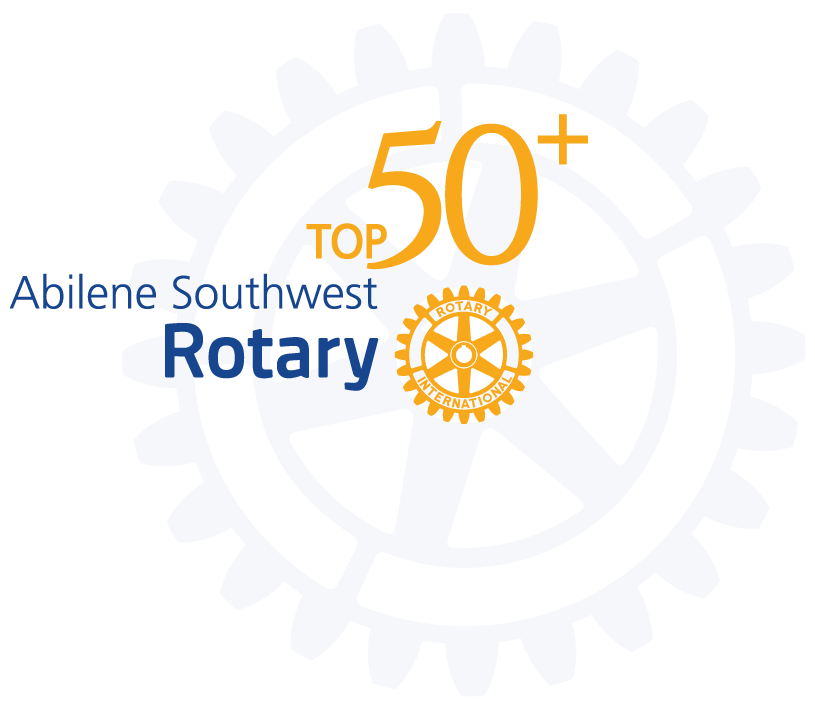 TOP 50+
Abilene Southwest
Rotary
ROTARY
INTERNATIONAL